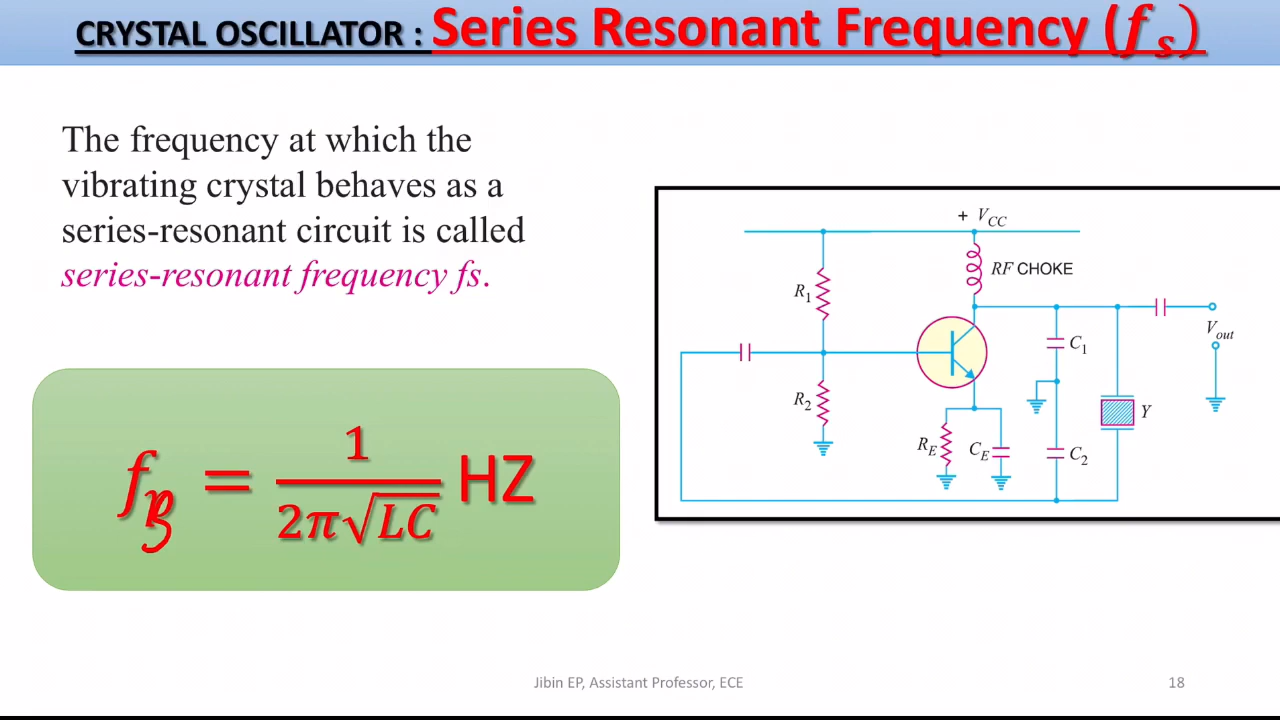 CRYSTAL OSCILLATOR : Series Resonant Frequency (f s)
The frequency at which the
vibrating crystal behaves as a
series-resonant circuit is called
series-resonant frequency fs.
f = 1 / 2π√LC HZ
+ VCC
RF CHOKE
R1
C1
Vout
R2
Y
RE
CE
C2
Jibin EP, Assistant Professor, ECE
18